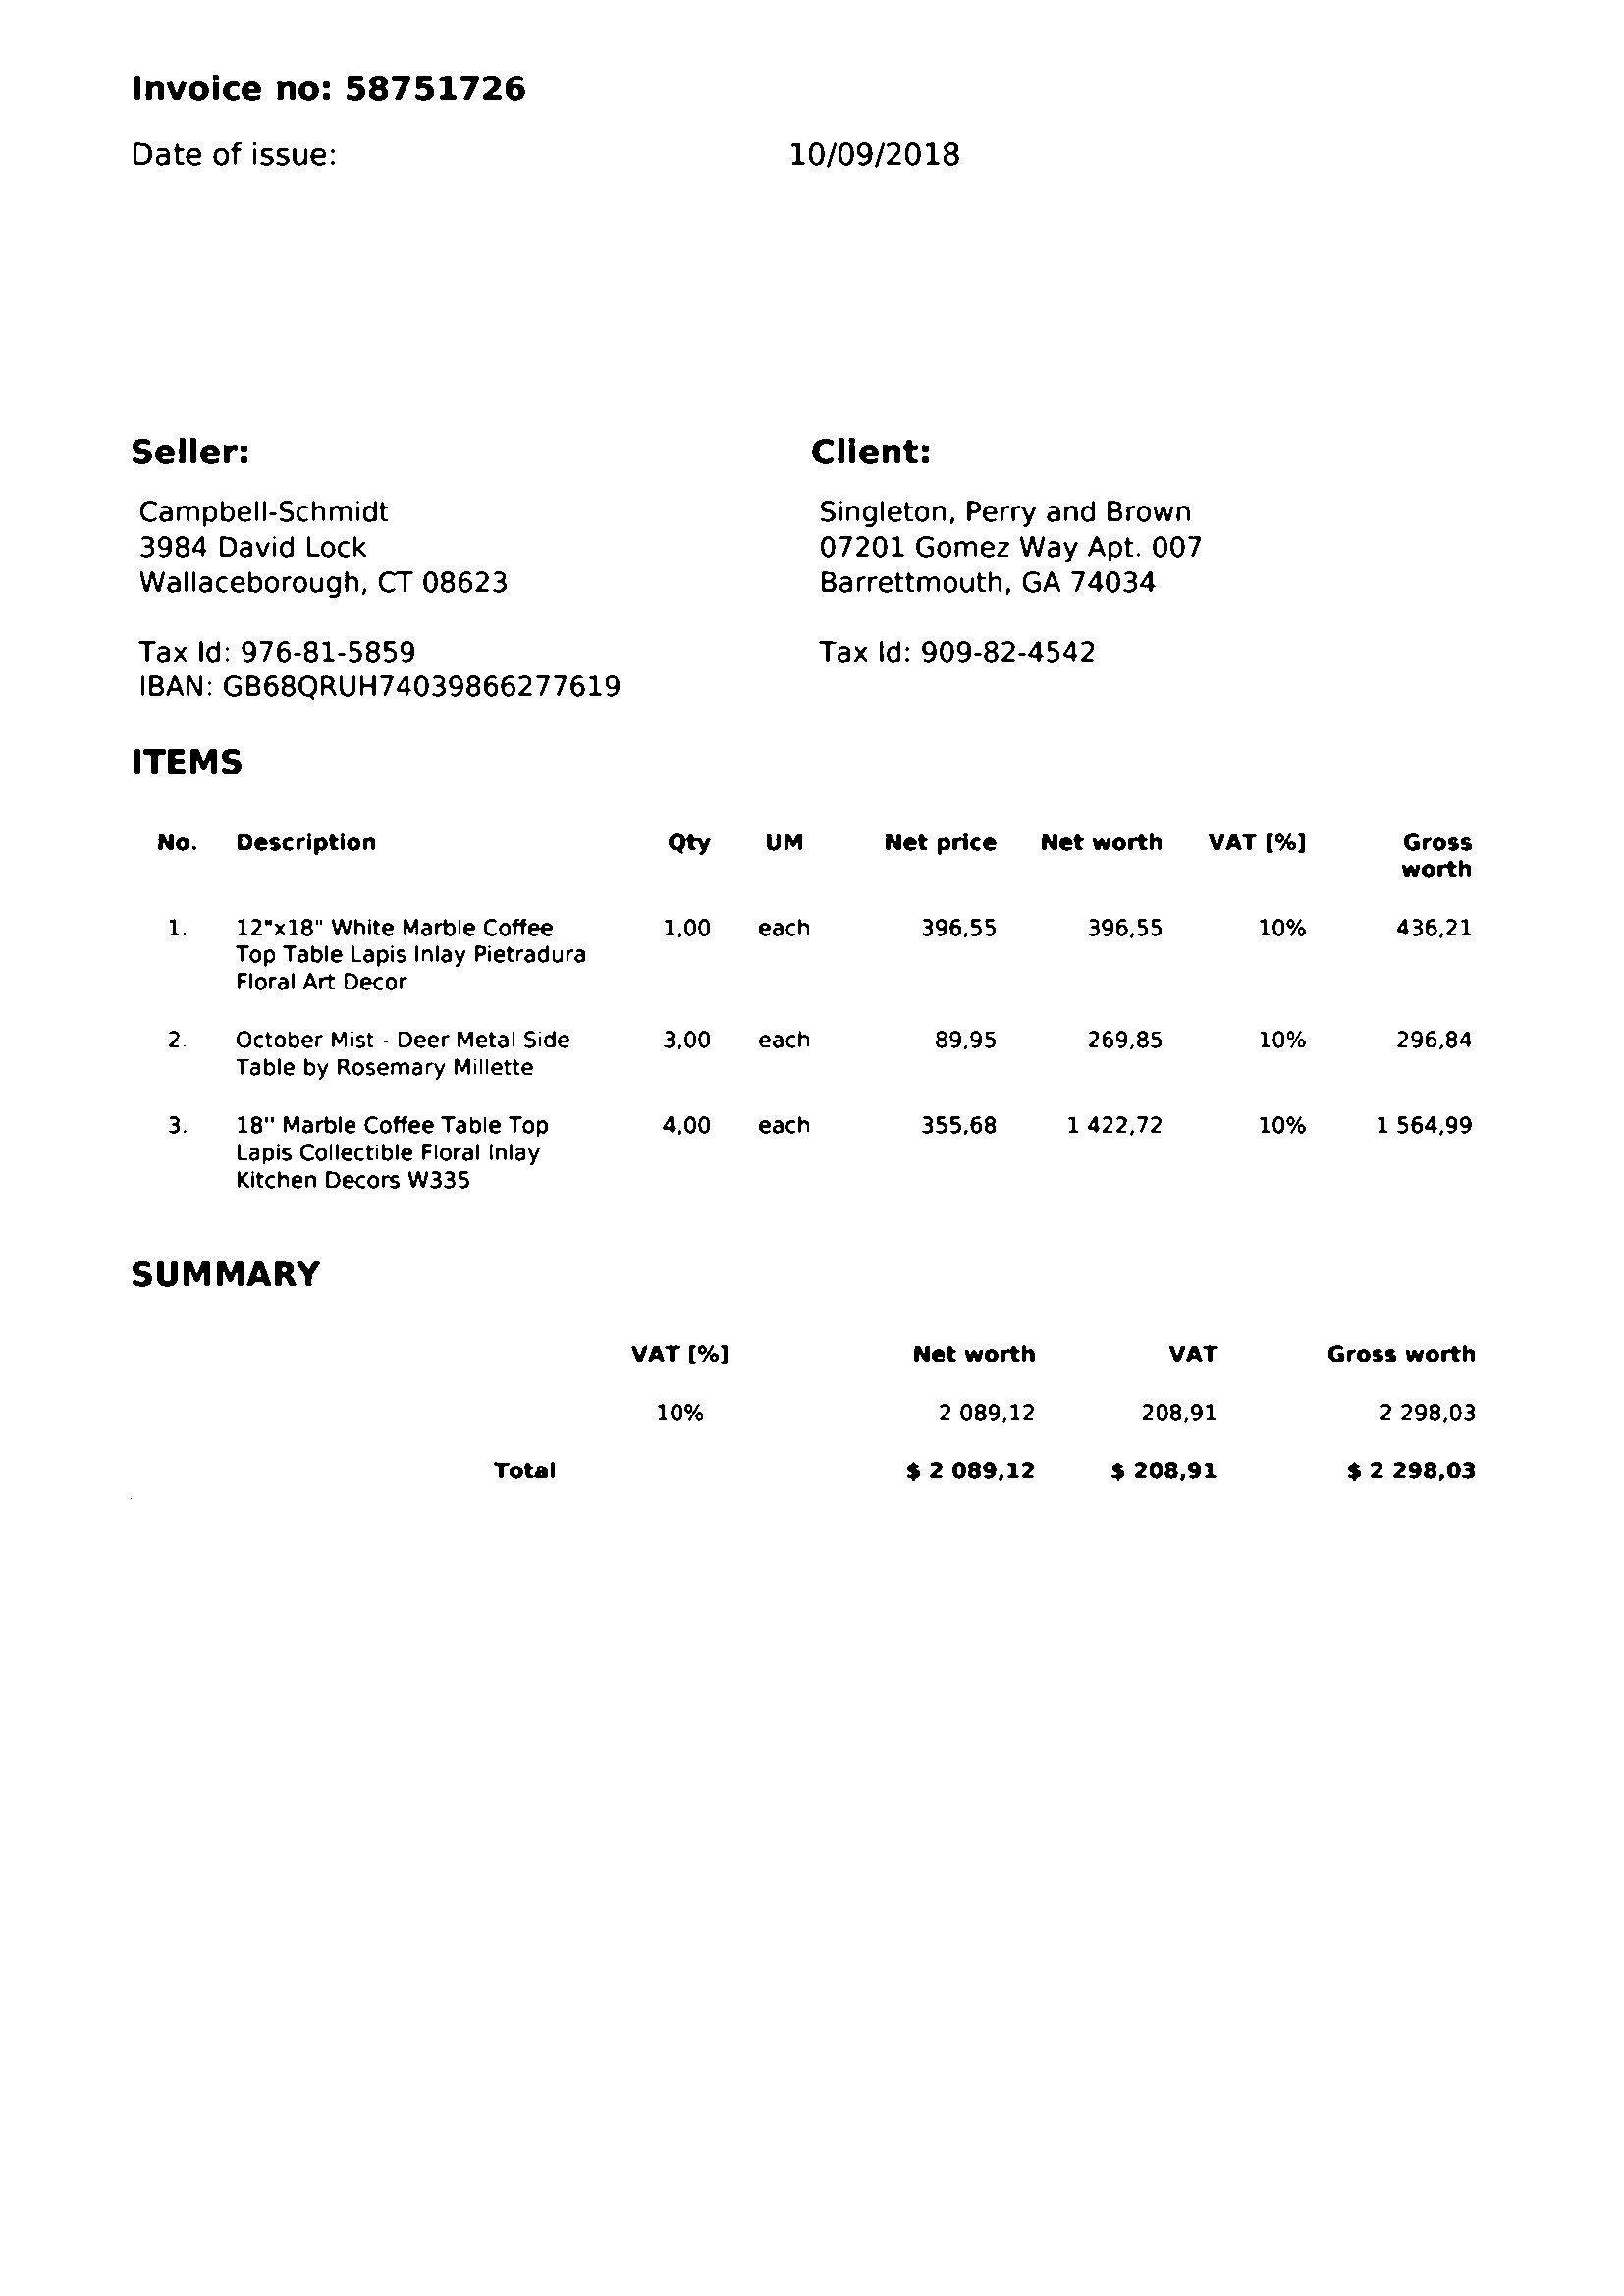 Invoice no: 58751726
Date of issue: 10/09/2018
Seller:
Campbell-Schmidt
3984 David Lock
Wallaceborough, CT 08623
Tax Id: 976-81-5859
IBAN: GB68QRUH74039866277619
Client:
Singleton, Perry and Brown
07201 Gomez Way Apt. 007
Barrettmouth, GA 74034
Tax Id: 909-82-4542
ITEMS
No. Description Qty UM Net price Net worth VAT [%] Gross
worth
1. 12"x18" White Marble Coffee 1,00 each 396,55 396,55 10% 436,21
Top Table Lapis Inlay Pietradura
Floral Art Decor
2. October Mist - Deer Metal Side 3,00 each 89,95 269,85 10% 296,84
Table by Rosemary Millette
3. 18" Marble Coffee Table Top 4,00 each 355,68 1 422,72 10% 1 564,99
Lapis Collectible Floral Inlay
Kitchen Decors W335
SUMMARY
VAT [%] Net worth VAT Gross worth
10% 2 089,12 208,91 2 298,03
Total $ 2 089,12 $ 208,91 $ 2 298,03